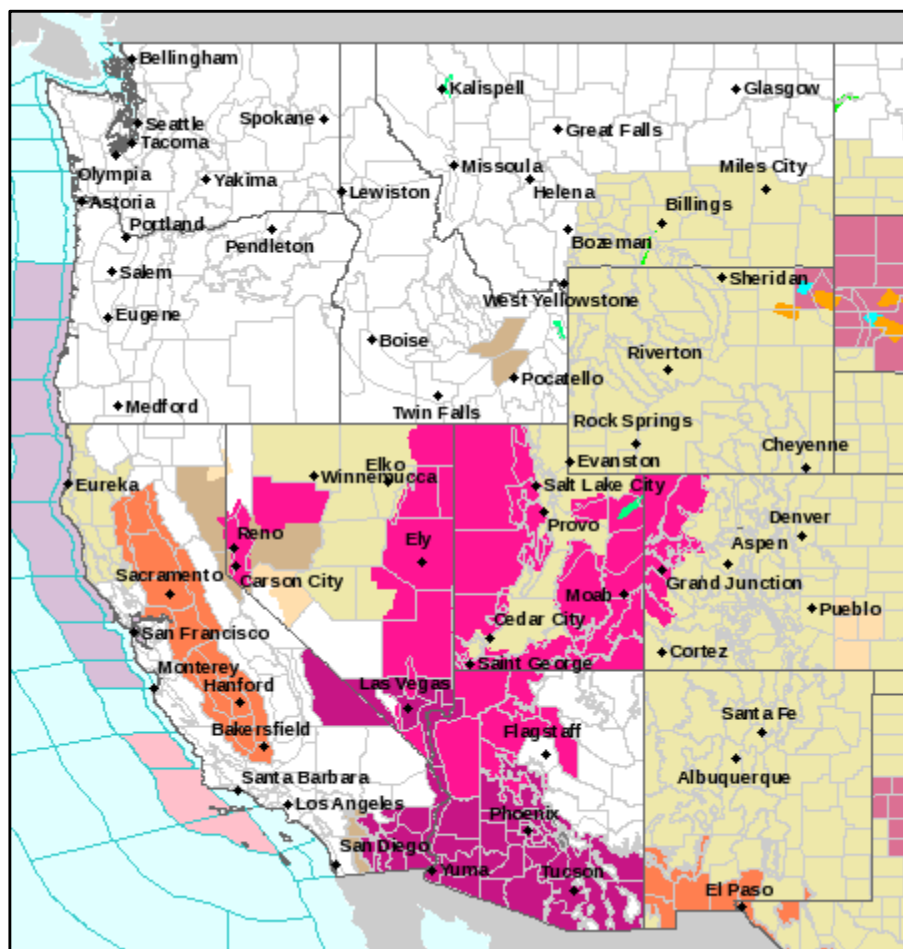 Bellingham
Kalispell
Glasgow
Seattle
Spokane
Great Falls
Tacoma
Olympia
Missoula
Miles City
Yakima
Helena
Lewiston
Astoria
Billings
Portland
Pendleton
Bozeman
Salem
Sheridan
West Yellowstone
Eugene
Boise
Riverton
Pocatello
Medford
Twin Falls
Rock Springs
Cheyenne
Elko
Evanston
Winnemucca
Eureka
Salt Lake City
Provo
Denver
Reno
Ely
Aspen
Sacramento
Carson City
Grand Junction
Moab
Pueblo
San Francisco
Cedar City
Cortez
Monterey
Saint George
Hanford
Las Vegas
Santa Fe
Flagstaff
Bakersfield
Albuquerque
Santa Barbara
Los Angeles
Phoenix
San Diego
Yuma
Tucson
El Paso